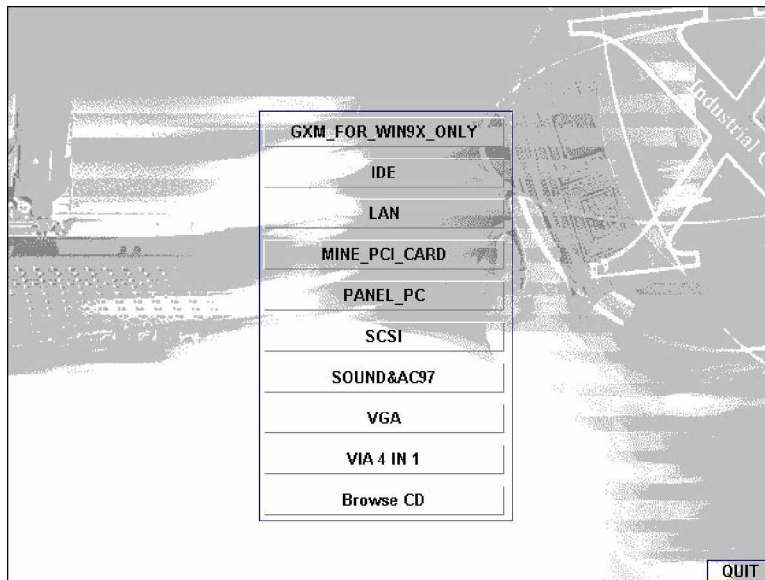 Industrial
GXM_FOR_WIN9X_ONLY
IDE
LAN
MINE_PCI_CARD
PANEL_PC
SCSI
SOUND&AC97
VGA
VIA 4 IN 1
Browse CD
QUIT